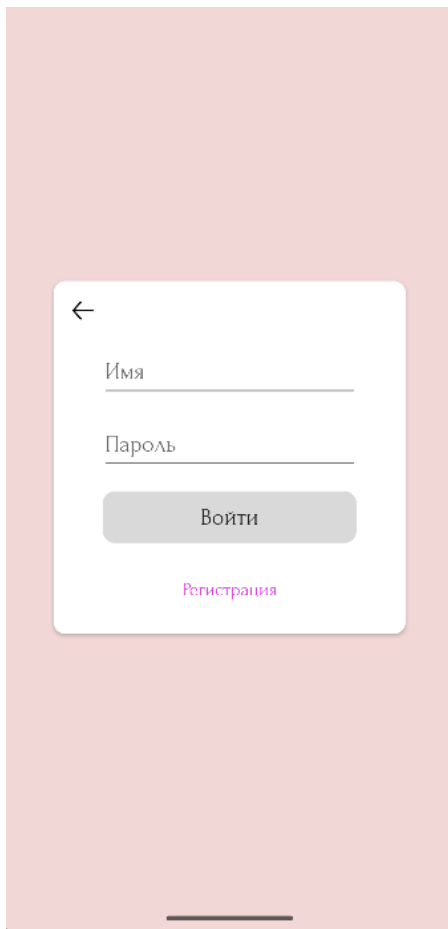 Имя
Пароль
Войти
Регистрация